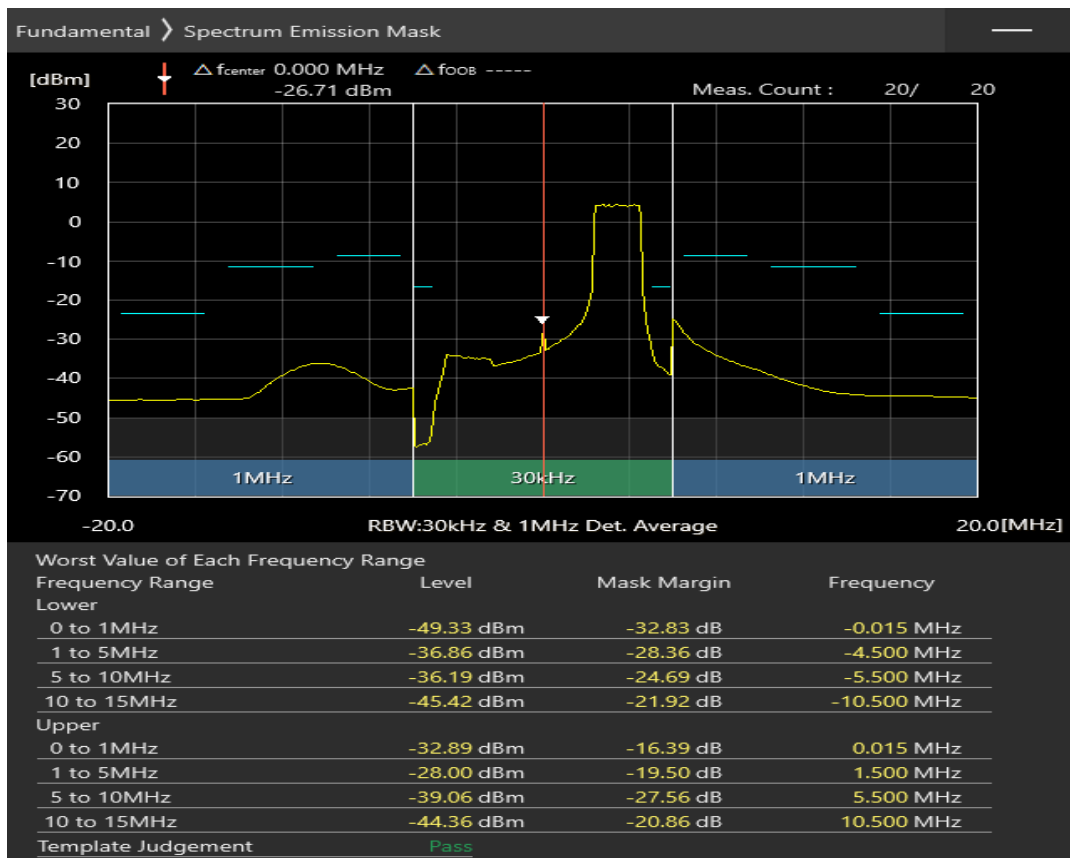 Fundamental ❯ Spectrum Emission Mask
[dBm] △ fcenter 0.000 MHz △ fOOB -----
-26.71 dBm Meas. Count : 20/ 20
30
20
10
0
-10
-20
-30
-40
-50
-60
1MHz 30kHz 1MHz
-70
-20.0 RBW:30kHz & 1MHz Det. Average 20.0[MHz]
Worst Value of Each Frequency Range
Frequency Range Level Mask Margin Frequency
Lower
0 to 1MHz -49.33 dBm -32.83 dB -0.015 MHz
1 to 5MHz -36.86 dBm -28.36 dB -4.500 MHz
5 to 10MHz -36.19 dBm -24.69 dB -5.500 MHz
10 to 15MHz -45.42 dBm -21.92 dB -10.500 MHz
Upper
0 to 1MHz -32.89 dBm -16.39 dB 0.015 MHz
1 to 5MHz -28.00 dBm -19.50 dB 1.500 MHz
5 to 10MHz -39.06 dBm -27.56 dB 5.500 MHz
10 to 15MHz -44.36 dBm -20.86 dB 10.500 MHz
Template Judgement Pass